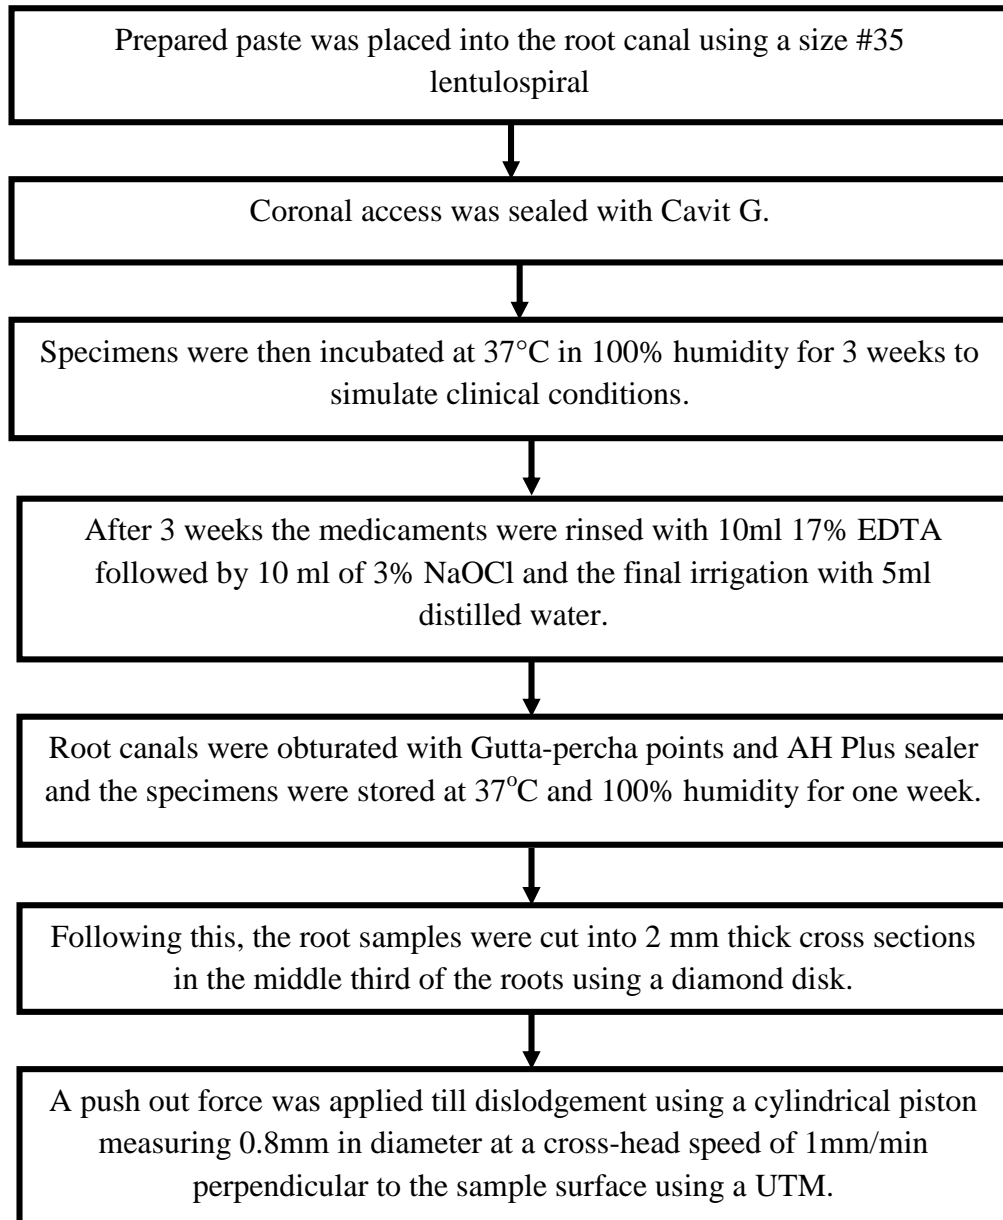 Prepared paste was placed into the root canal using a size #35
lentulospiral
Coronal access was sealed with Cavit G.
Specimens were then incubated at 37°C in 100% humidity for 3 weeks to
simulate clinical conditions.
After 3 weeks the medicaments were rinsed with 10ml 17% EDTA
followed by 10 ml of 3% NaOCl and the final irrigation with 5ml
distilled water.
Root canals were obturated with Gutta-percha points and AH Plus sealer
and the specimens were stored at 37°C and 100% humidity for one week.
Following this, the root samples were cut into 2 mm thick cross sections
in the middle third of the roots using a diamond disk.
A push out force was applied till dislodgement using a cylindrical piston
measuring 0.8mm in diameter at a cross-head speed of 1mm/min
perpendicular to the sample surface using a UTM.